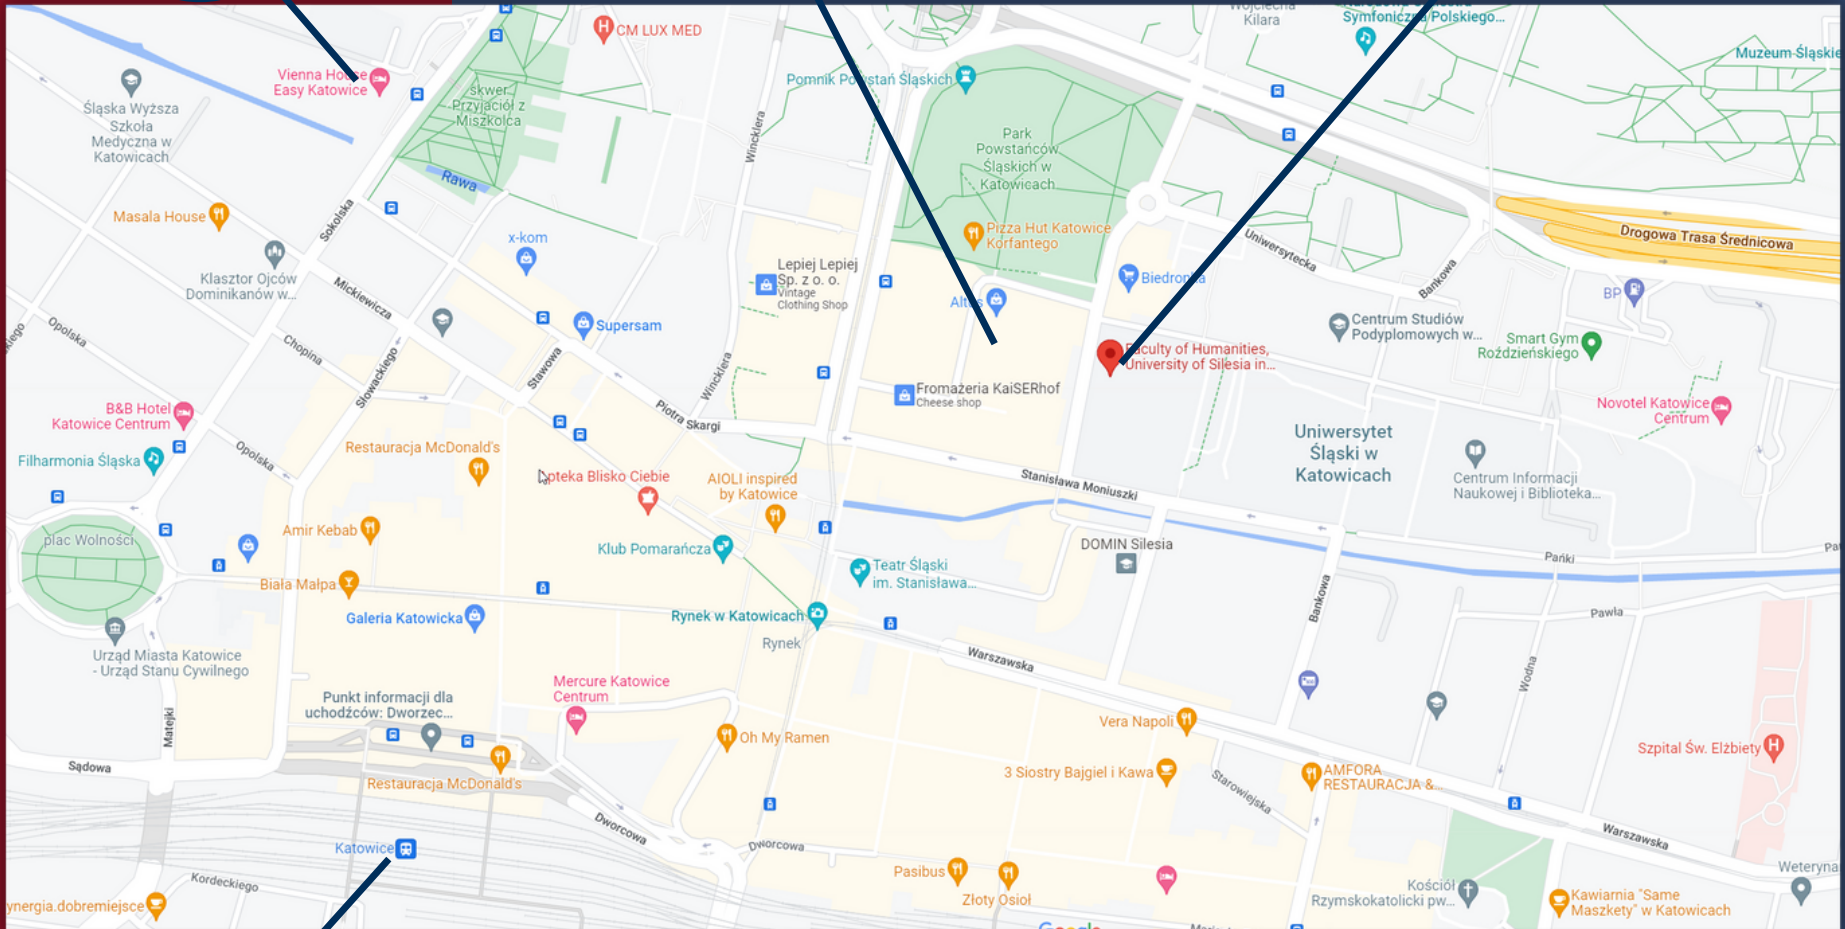 Wojciecha
Kilara
Symfoniczna Polskiego...
CM LUX MED
Muzeum Śląskie
Vienna House
Easy Katowice
Pomnik Powstań Śląskich
Śląska Wyższa
Szkoła
Medyczna w
Katowicach
skwer
Przyjaciół z
Miszkolca
Winklera
Park
Powstańców
Śląskich w
Katowicach
Rawa
Masala House
Sokolska
Pizza Hut Katowice
Korfantego
Uniwersytecka
Drogowa Trasa Średnicowa
x-kom
Klasztor Ojców
Dominikanów w...
Lepiej Lepiej
Sp. z o. o.
Vintage
Clothing Shop
Biedronka
Bankowa
BP
Mickiewicza
Altus
Supersam
Centrum Studiów
Podyplomowych w...
Opolska
Chopina
Smart Gym
Roździeńskiego
Faculty of Humanities,
University of Silesia in...
Stawowa
Słowackiego
Winklera
Fromażeria KaiSERhof
Cheese shop
B&B Hotel
Katowice Centrum
Piotra Skargi
Novotel Katowice
Centrum
Uniwersytet
Śląski w
Katowicach
Restauracja McDonald's
Opolska
Filharmonia Śląska
Apteka Blisko Ciebie
AIOLI inspired
by Katowice
Stanisława Moniuszki
Centrum Informacji
Naukowej i Biblioteka...
Amir Kebab
plac Wolności
Klub Pomarańcza
DOMIN Silesia
Pańki
Teatr Śląski
im. Stanisława...
Biała Małpa
Galeria Katowicka
Rynek w Katowicach
Rynek
Bankowa
Pawła
Urząd Miasta Katowice
- Urząd Stanu Cywilnego
Warszawska
Wodna
Mercure Katowice
Centrum
Punkt informacji dla
uchodźców: Dworzec...
Matejki
Vera Napoli
Oh My Ramen
Szpital Św. Elżbiety
Sądowa
Restauracja McDonald's
3 Siostry Bajgiel i Kawa
Starowiejska
AMFORA
RESTAURACJA &...
Dworcowa
Dworcowa
Warszawska
Katowice
Kordeckiego
Pasibus
Złoty Osioł
Weteryna
Kościół
Rzymskokatolicki pw...
Kawiarnia "Same
Maszkety" w Katowicach
ynergia.dobremiejsce
Google